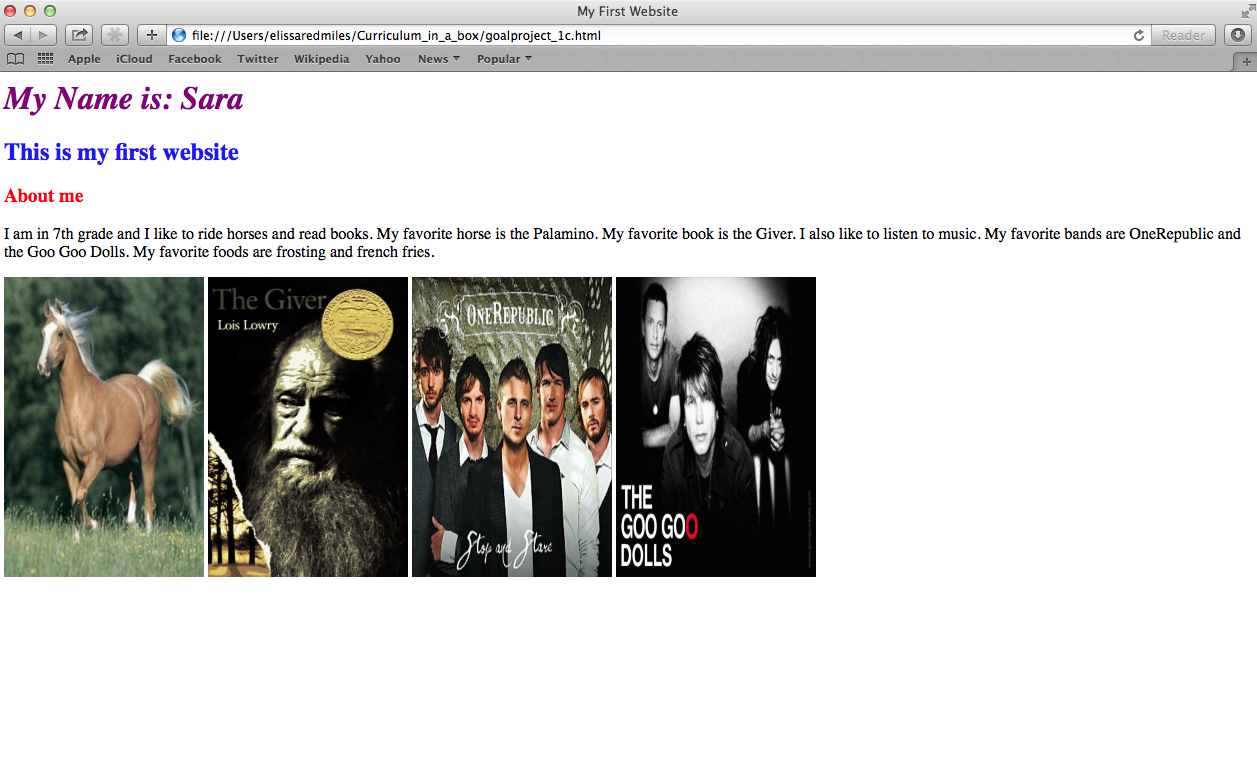 My First Website
file:///Users/elissaredmiles/Curriculum_in_a_box/goalproject_1c.html
Reader
Apple iCloud Facebook Twitter Wikipedia Yahoo News Popular
My Name is: Sara
This is my first website
About me
I am in 7th grade and I like to ride horses and read books. My favorite horse is the Palamino. My favorite book is the Giver. I also like to listen to music. My favorite bands are OneRepublic and
the Goo Goo Dolls. My favorite foods are frosting and french fries.
The Giver
Lois Lowry
OneRepublic
Stop and Stare
THE
GOO GOO
DOLLS